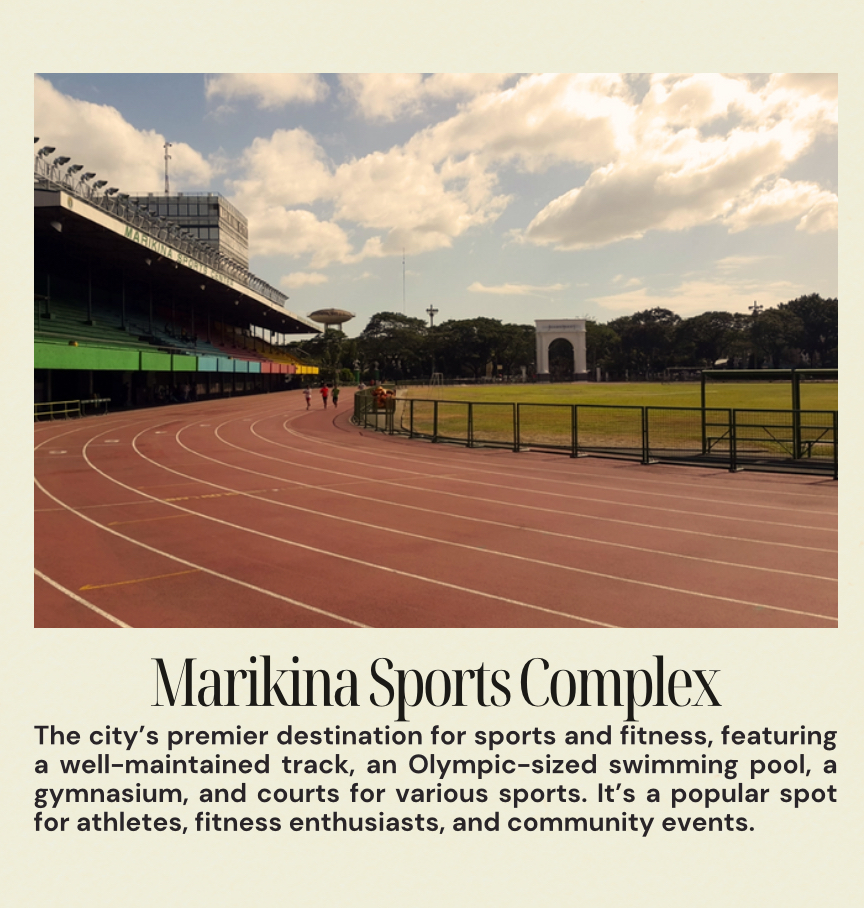 MARIKINA SPORTS
Marikina Sports Complex
The city’s premier destination for sports and fitness, featuring
a well-maintained track, an Olympic-sized swimming pool, a
gymnasium, and courts for various sports. It’s a popular spot
for athletes, fitness enthusiasts, and community events.